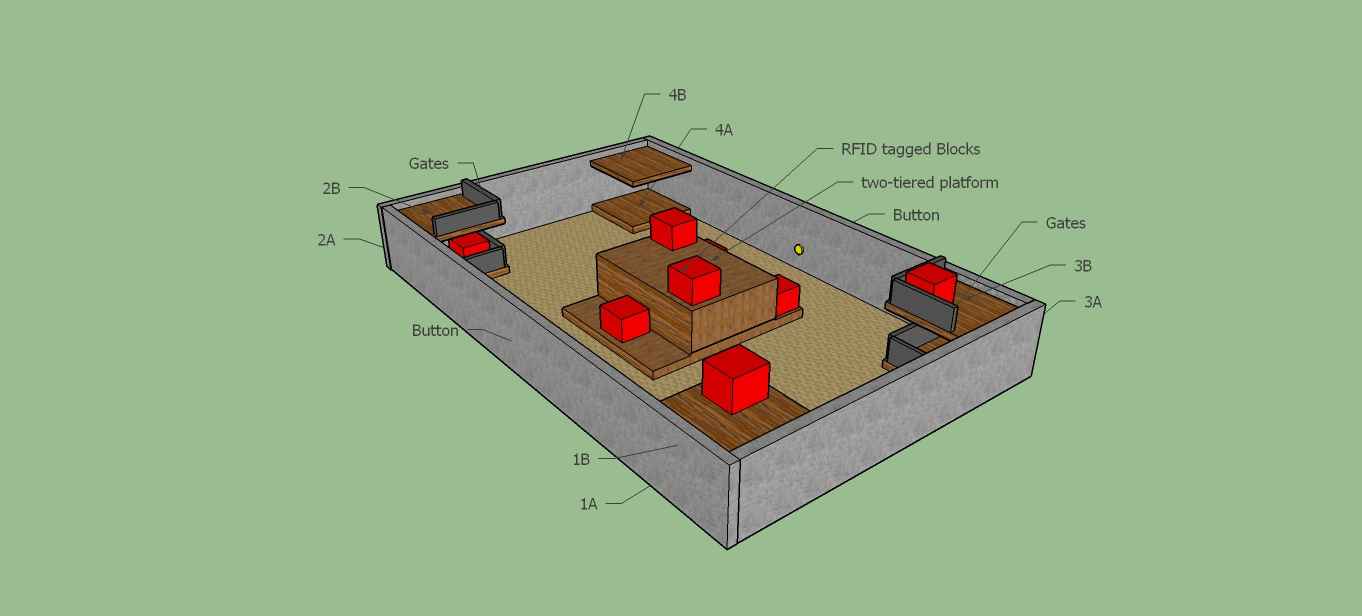 4B
4A
RFID tagged Blocks
Gates
two-tiered platform
2B
Button
Gates
2A
3B
3A
Button
1B
1A